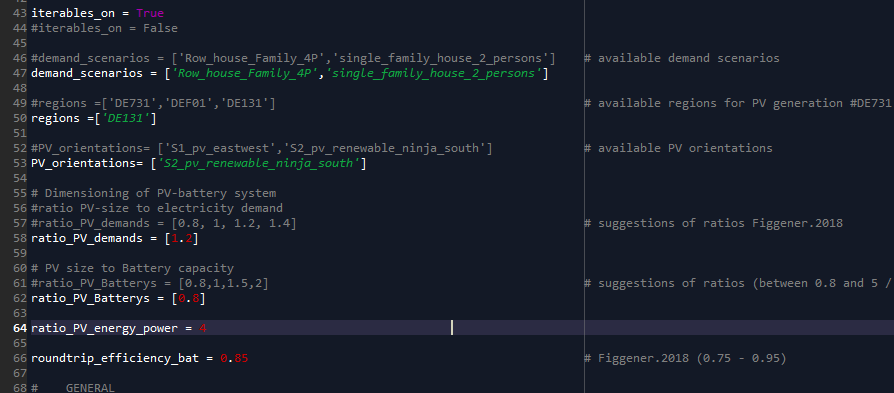 42
43 iterables_on = True
44 #iterables_on = False
45
46 #demand_scenarios = ['Row_house_Family_4P','single_family_house_2_persons'] # available demand scenarios
47 demand_scenarios = ['Row_house_Family_4P','single_family_house_2_persons']
48
49 #regions =['DE731','DEF01','DE131'] # available regions for PV generation #DE731
50 regions =['DE131']
51
52 #PV_orientations= ['S1_pv_eastwest','S2_pv_renewable_ninja_south'] # available PV orientations
53 PV_orientations= ['S2_pv_renewable_ninja_south']
54
55 # Dimensioning of PV-battery system
56 #ratio PV-size to electricity demand
57 #ratio_PV_demands = [0.8, 1, 1.2, 1.4] # suggestions of ratios Figgener.2018
58 ratio_PV_demands = [1.2]
59
60 # PV size to Battery capacity
61 #ratio_PV_Batterys = [0.8,1,1.5,2] # suggestions of ratios (between 0.8 and 5 /
62 ratio_PV_Batterys = [0.8]
63
64 ratio_PV_energy_power = 4
65
66 roundtrip_efficiency_bat = 0.85 # Figgener.2018 (0.75 - 0.95)
67
68 # GENERAL